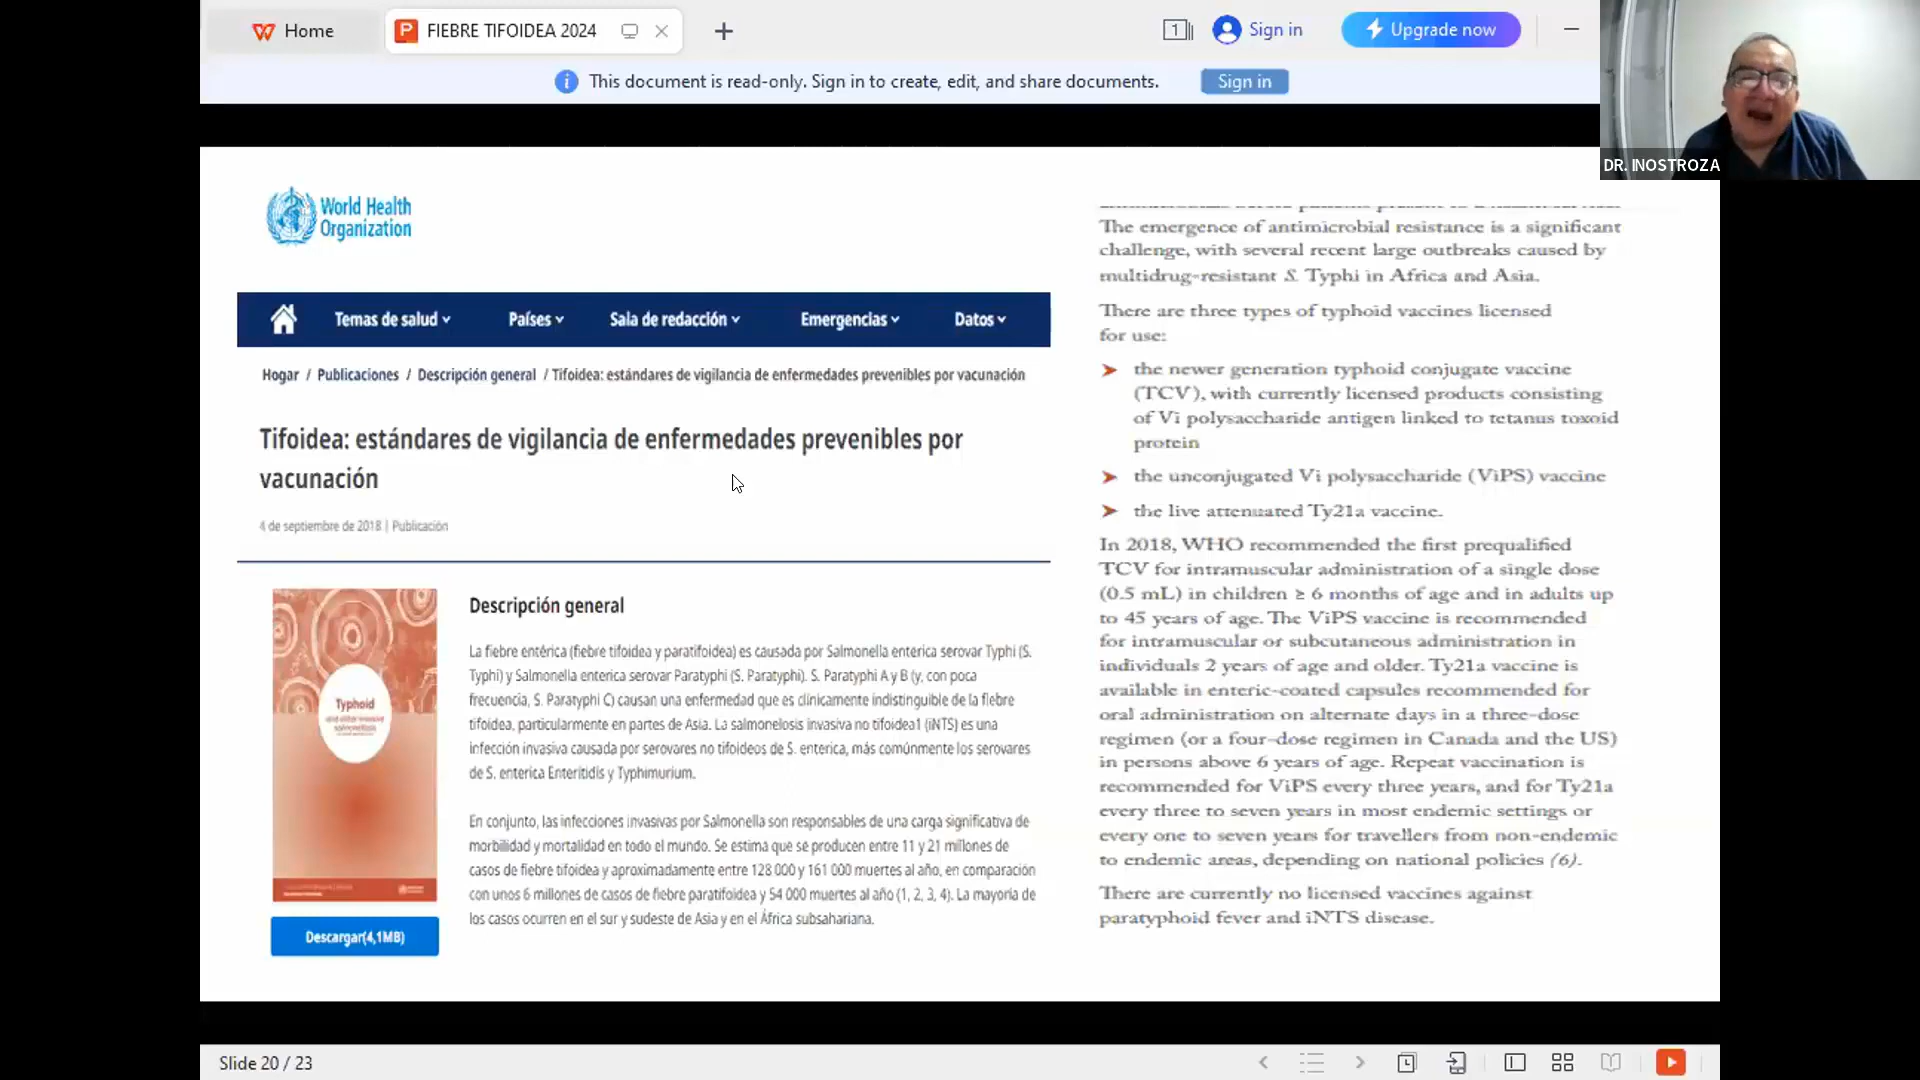 Home
FIEBRE TIFOIDEA 2024
1
Sign in
Upgrade now
This document is read-only. Sign in to create, edit, and share documents.
Sign in
DR. INOSTROZA
World Health
Organization
Temas de salud
Países
Sala de redacción
Emergencias
Datos
Hogar / Publicaciones / Descripción general / Tifoidea: estándares de vigilancia de enfermedades prevenibles por vacunación
Tifoidea: estándares de vigilancia de enfermedades prevenibles por
vacunación
4 de septiembre de 2018 | Publicación
Typhoid
Descargar(4,1MB)
Descripción general
La fiebre entérica (fiebre tifoidea y paratifoidea) es causada por Salmonella enterica serovar Typhi (S.
Typhi) y Salmonella enterica serovar Paratyphi (S. Paratyphi). S. Paratyphi A y B (y, con poca
frecuencia, S. Paratyphi C) causan una enfermedad que es clínicamente indistinguible de la fiebre
tifoidea, particularmente en partes de Asia. La salmonelosis invasiva no tifoidea1 (iNTS) es una
infección invasiva causada por serovares no tifoideos de S. enterica, más comúnmente los serovares
de S. enterica Enteritidis y Typhimurium.
En conjunto, las infecciones invasivas por Salmonella son responsables de una carga significativa de
morbilidad y mortalidad en todo el mundo. Se estima que se producen entre 11 y 21 millones de
casos de fiebre tifoidea y aproximadamente entre 128 000 y 161 000 muertes al año, en comparación
con unos 6 millones de casos de fiebre paratifoidea y 54 000 muertes al año (1, 2, 3, 4). La mayoría de
los casos ocurren en el sur y sudeste de Asia y en el África subsahariana.
The emergence of antimicrobial resistance is a significant
challenge, with several recent large outbreaks caused by
multidrug-resistant S. Typhi in Africa and Asia.
There are three types of typhoid vaccines licensed
for use:
the newer generation typhoid conjugate vaccine
(TCV), with currently licensed products consisting
of Vi polysaccharide antigen linked to tetanus toxoid
protein
the unconjugated Vi polysaccharide (ViPS) vaccine
the live attenuated Ty21a vaccine.
In 2018, WHO recommended the first prequalified
TCV for intramuscular administration of a single dose
(0.5 mL) in children ≥ 6 months of age and in adults up
to 45 years of age. The ViPS vaccine is recommended
for intramuscular or subcutaneous administration in
individuals 2 years of age and older. Ty21a vaccine is
available in enteric-coated capsules recommended for
oral administration on alternate days in a three-dose
regimen (or a four-dose regimen in Canada and the US)
in persons above 6 years of age. Repeat vaccination is
recommended for ViPS every three years, and for Ty21a
every three to seven years in most endemic settings or
every one to seven years for travellers from non-endemic
to endemic areas, depending on national policies (6).
There are currently no licensed vaccines against
paratyphoid fever and iNTS disease.
Slide 20 / 23